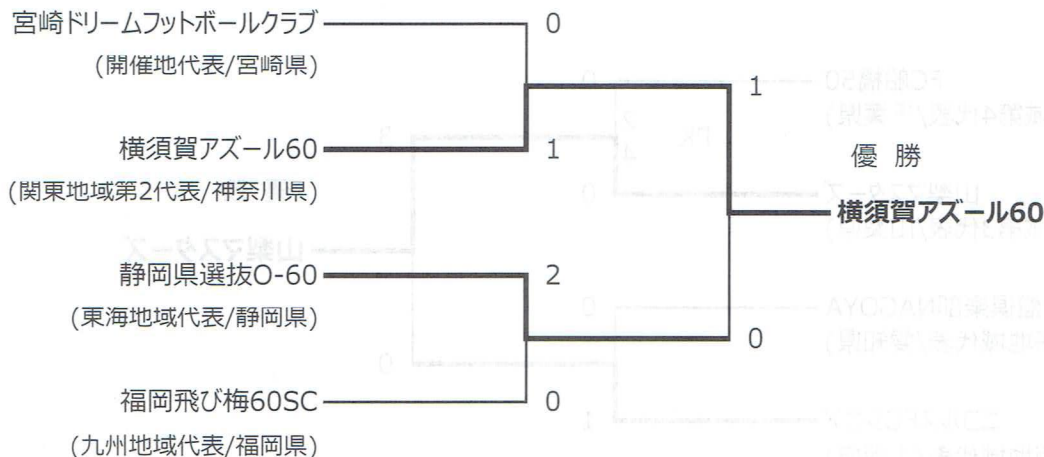 宮崎ドリームフットボールクラブ
0
(開催地代表/宮崎県)
1
横須賀アズール60
1
優 勝
(関東地域第2代表/神奈川県)
横須賀アズール60
静岡県選抜O-60
2
(東海地域代表/静岡県)
0
福岡飛び梅60SC
0
(九州地域代表/福岡県)